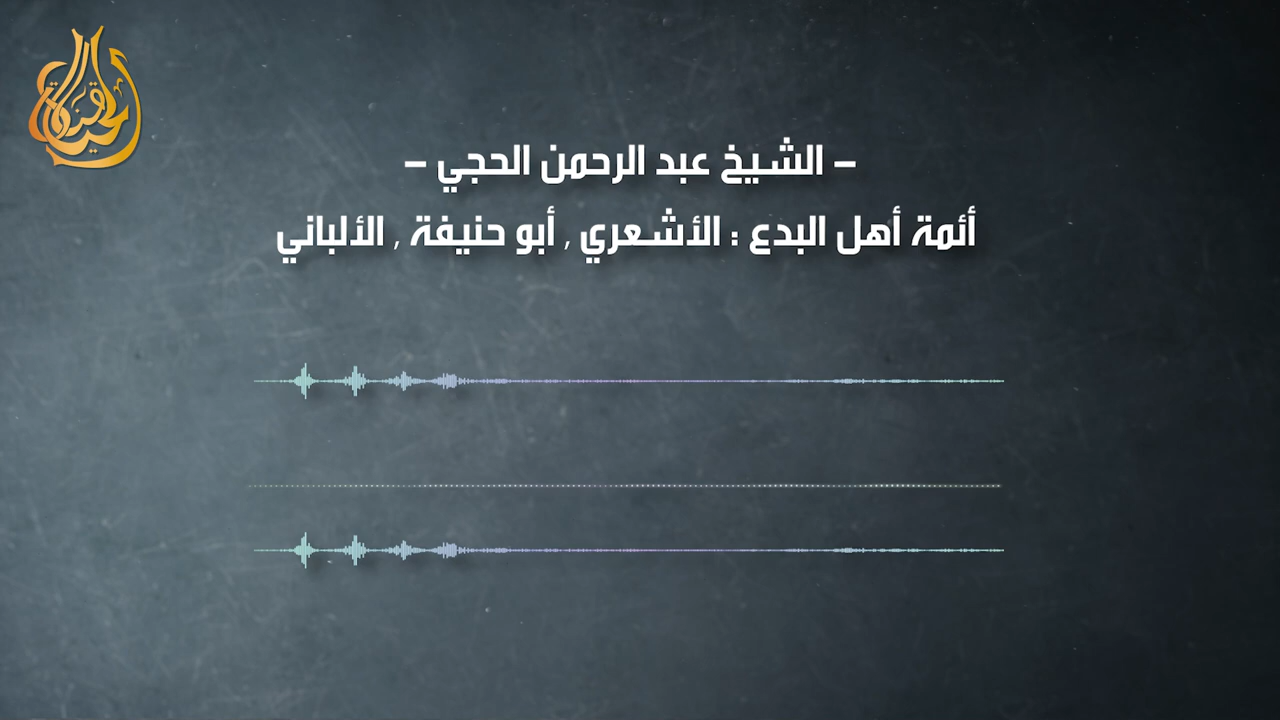 – الشيخ عبد الرحمن الحجي –
أئمة أهل البدع : الأشعري , أبو حنيفة , الألباني